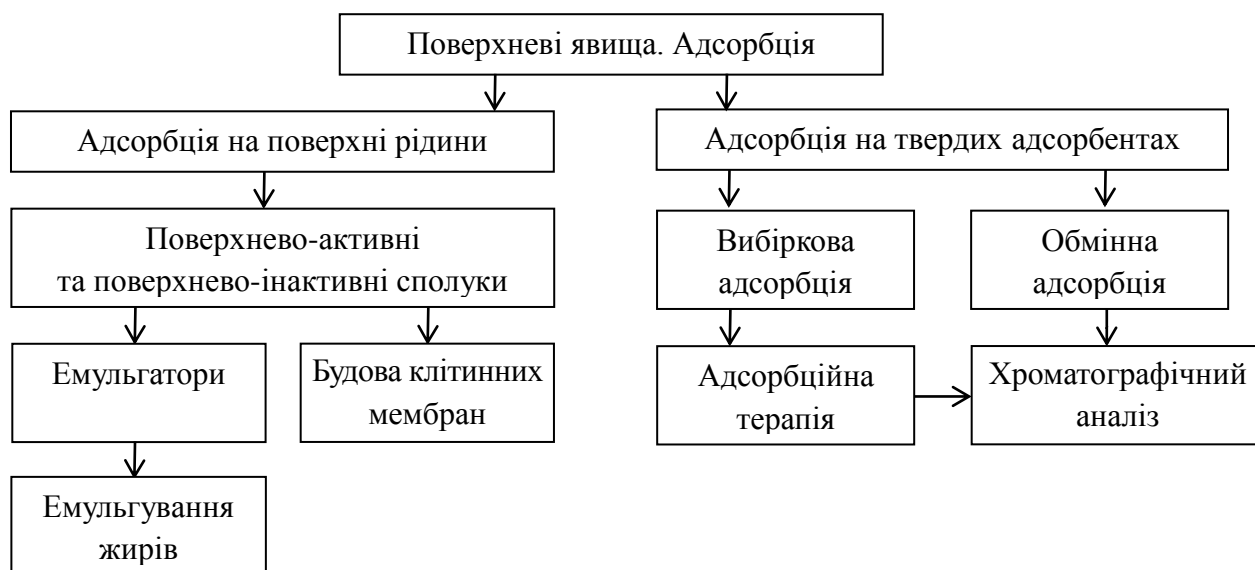 Поверхневі явища. Адсорбція
Адсорбція на поверхні рідини
Адсорбція на твердих адсорбентах
Поверхнево-активні
та поверхнево-інактивні сполуки
Вибіркова
адсорбція
Обмінна
адсорбція
Емульгатори
Будова клітинних
мембран
Адсорбційна
терапія
Хроматографічний
аналіз
Емульгування
жирів